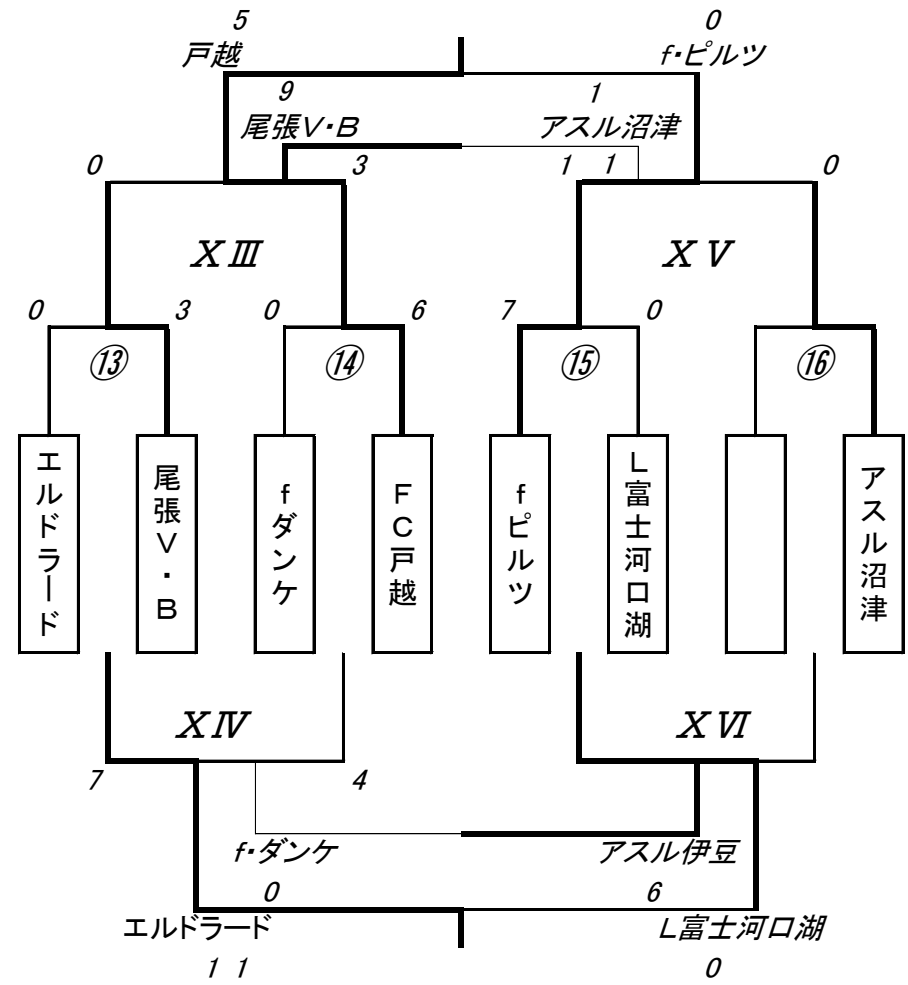 5 0
戸越 f・ピルツ
9 1
尾張V・B アスル沼津
0 3 1 1 0
XⅢ XV
0 3 0 6 7 0
⑬ ⑭ ⑮ ⑯
エルドラード
尾張V・B
fダンケ
FC戸越
fピルツ
L富士河口湖
アスル沼津
XⅣ XⅥ
7 4
f・ダンケ アスル伊豆
0 6
エルドラード L富士河口湖
11 0